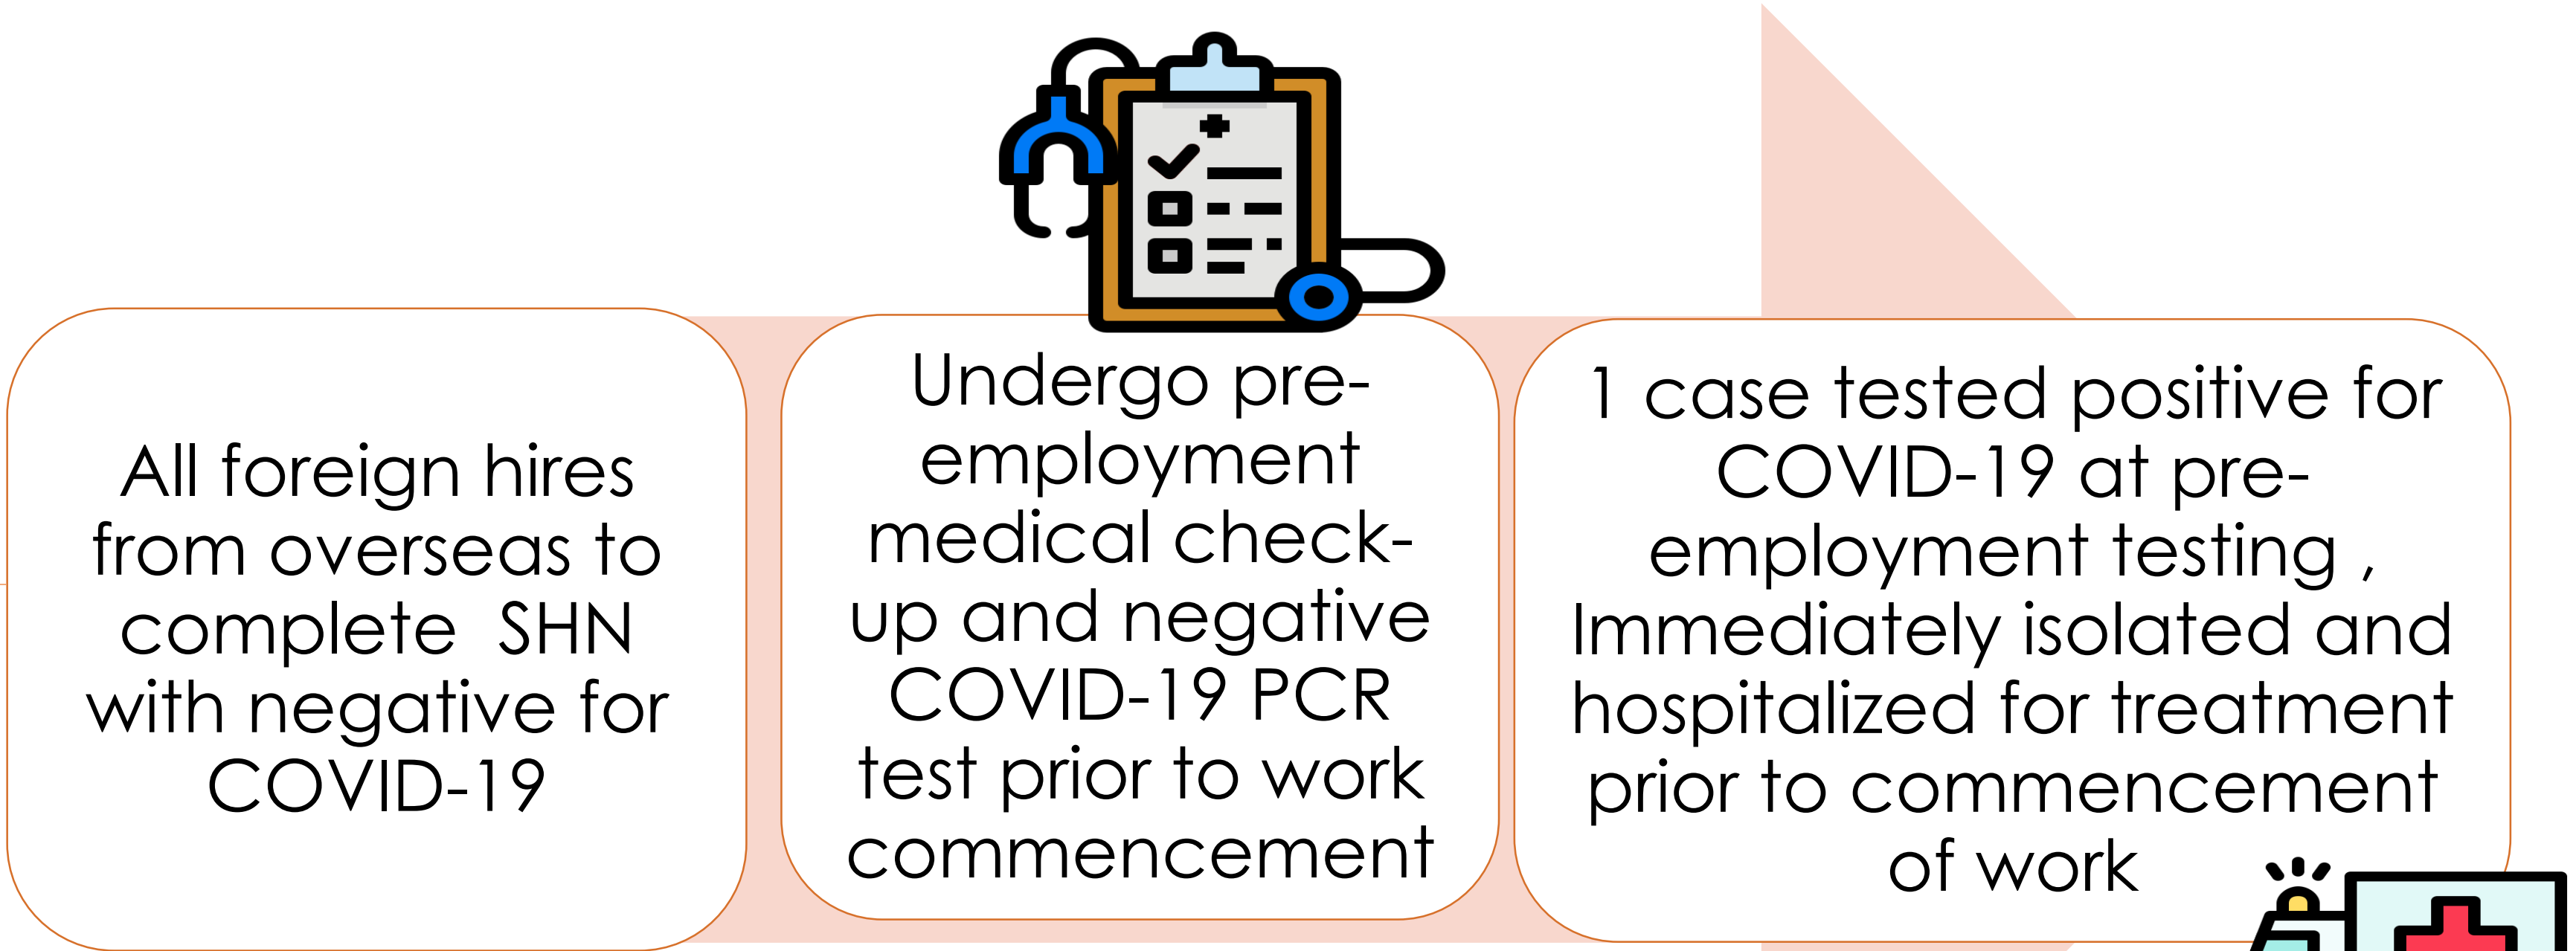 All foreign hires
from overseas to
complete  SHN
with negative for
COVID-19
Undergo pre-
employment
medical check-
up and negative
COVID-19 PCR
test prior to work
commencement
1 case tested positive for
COVID-19 at pre-
employment testing ,
Immediately isolated and
hospitalized for treatment
prior to commencement
of work